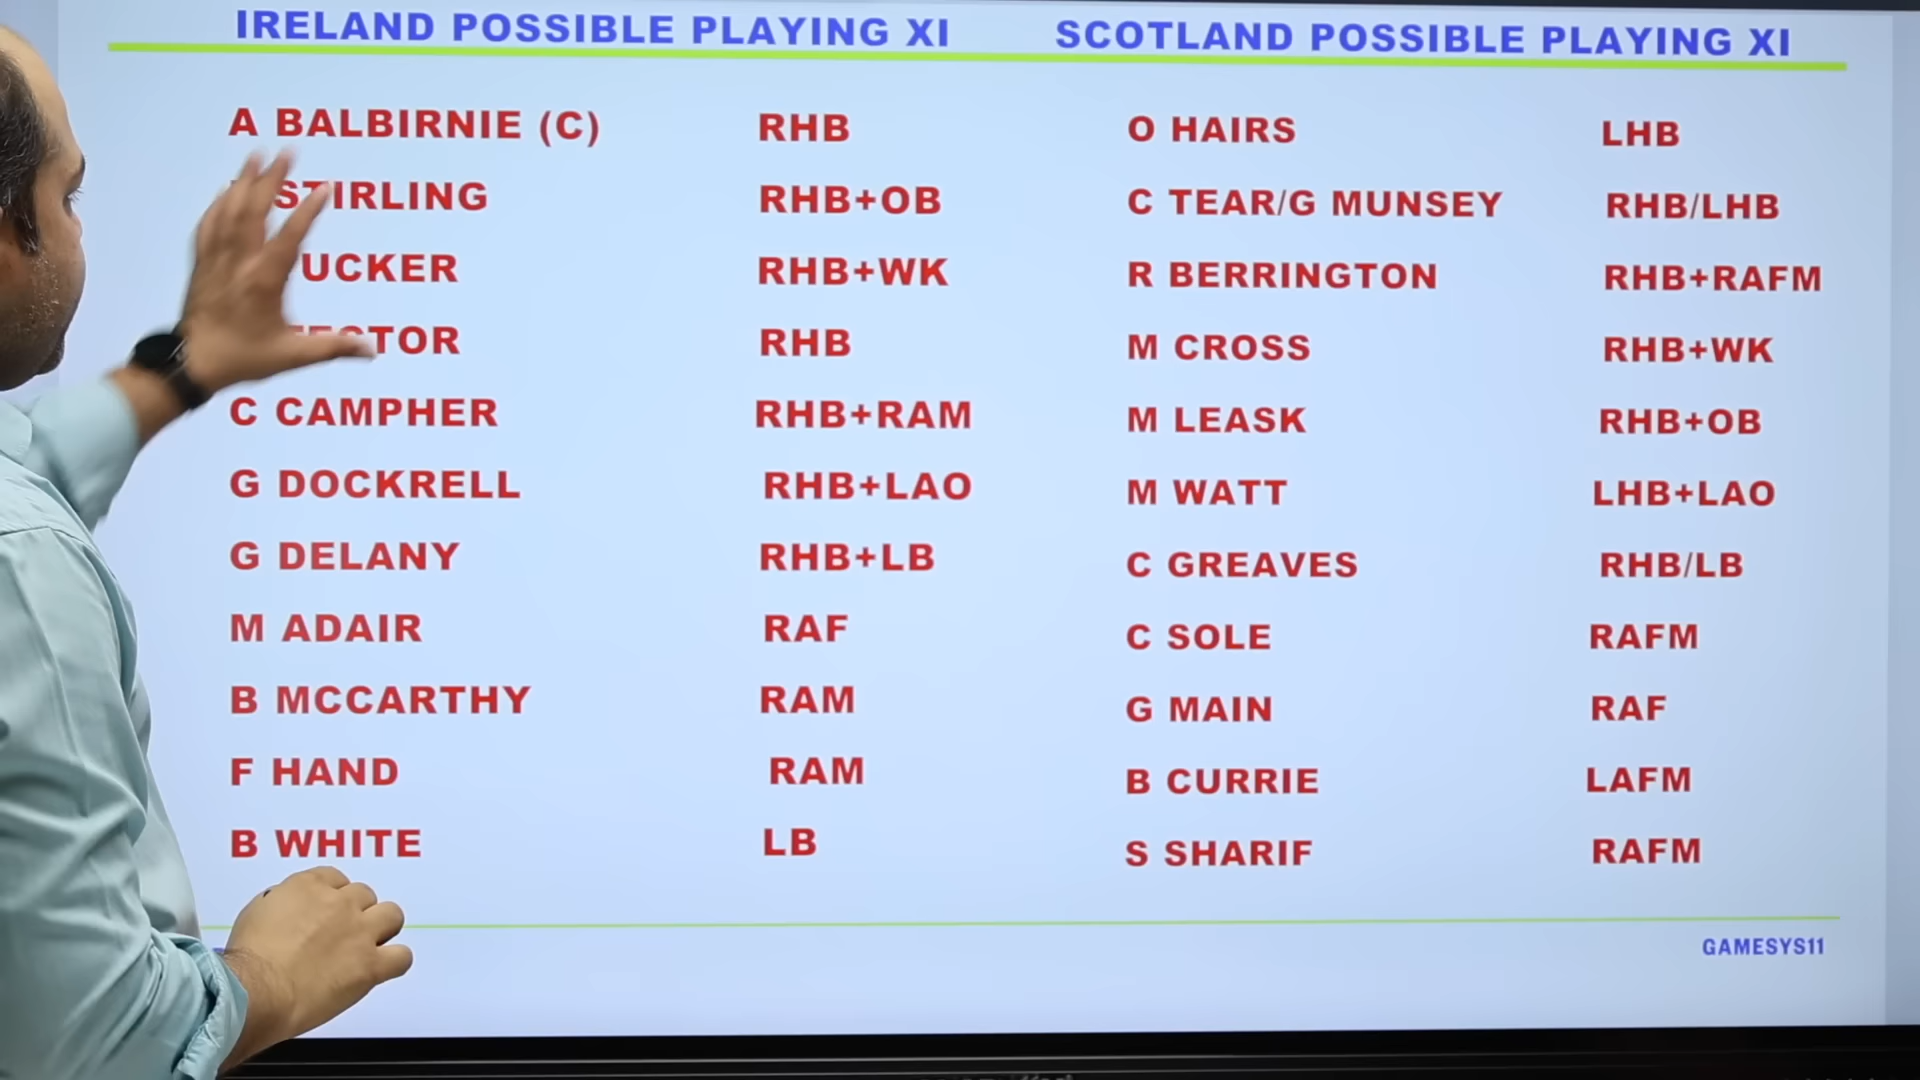 IRELAND POSSIBLE PLAYING XI
SCOTLAND POSSIBLE PLAYING XI
A BALBIRNIE (C) RHB
STIRLING RHB+OB
UCKER RHB+WK
TOR RHB
C CAMPHER RHB+RAM
G DOCKRELL RHB+LAO
G DELANY RHB+LB
M ADAIR RAF
B MCCARTHY RAM
F HAND RAM
B WHITE LB
O HAIRS LHB
C TEAR/G MUNSEY RHB/LHB
R BERRINGTON RHB+RAFM
M CROSS RHB+WK
M LEASK RHB+OB
M WATT LHB+LAO
C GREAVES RHB/LB
C SOLE RAFM
G MAIN RAF
B CURRIE LAFM
S SHARIF RAFM
GAMESYS11